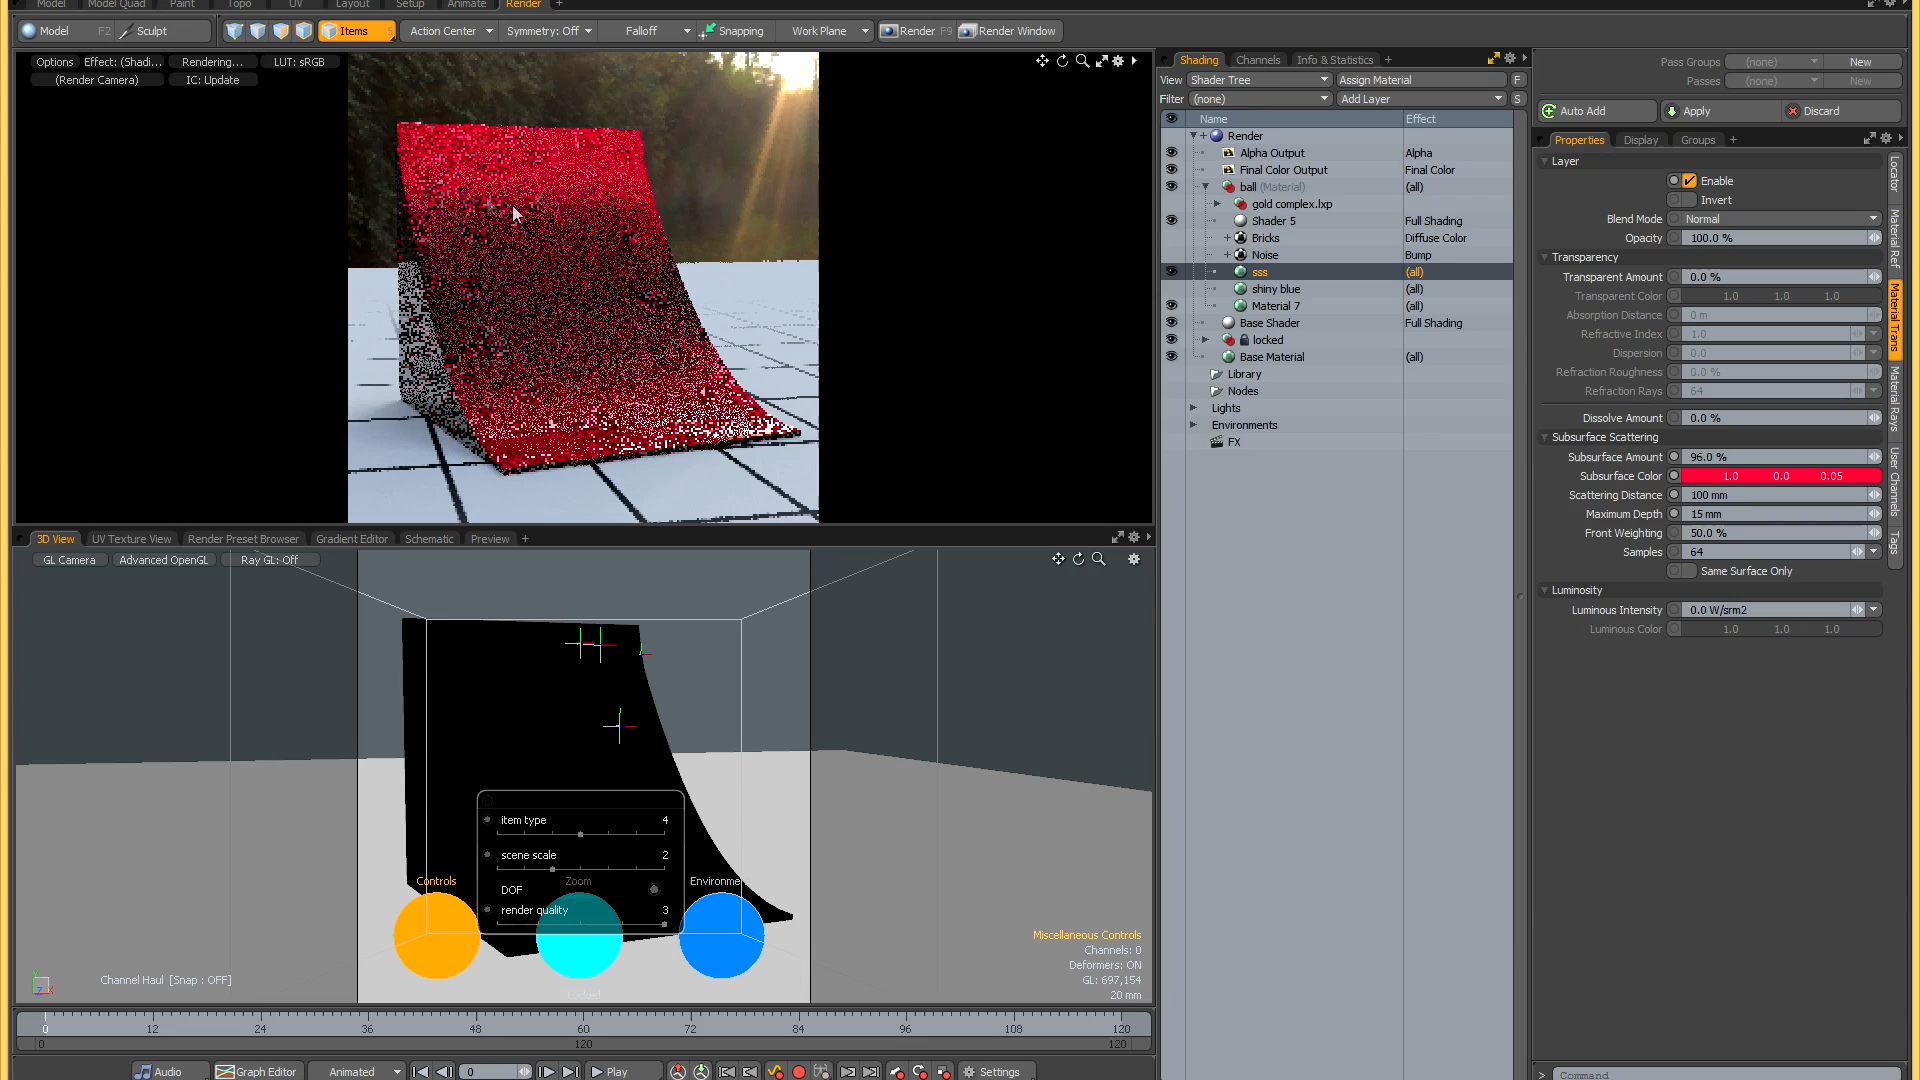 Model Model Quad Paint Topo UV Layout Setup Animate Render +
Model F2 Sculpt Items 5 Action Center Symmetry: Off Falloff Snapping Work Plane Render F9 Render Window
Options Effect: (Shadi... Rendering... LUT: sRGB
(Render Camera) IC: Update
Shading Channels Info & Statistics +
View Shader Tree Assign Material F
Filter (none) Add Layer S
Name Effect
Render
Alpha Output Alpha
Final Color Output Final Color
ball (Material) (all)
gold complex.lxp
Shader 5 Full Shading
Bricks Diffuse Color
Noise Bump
sss (all)
shiny blue (all)
Material 7 (all)
Base Shader Full Shading
locked
Base Material (all)
Library
Nodes
Lights
Environments
FX
Pass Groups (none) New
Passes (none) New
Auto Add Apply Discard
Properties Display Groups +
Layer
Enable
Invert
Blend Mode Normal
Opacity 100.0 %
Transparency
Transparent Amount 0.0 %
Transparent Color 1.0 1.0 1.0
Absorption Distance 0 m
Refractive Index 1.0
Dispersion 0.0
Refraction Roughness 0.0 %
Refraction Rays 64
Dissolve Amount 0.0 %
Subsurface Scattering
Subsurface Amount 96.0 %
Subsurface Color 1.0 0.0 0.05
Scattering Distance 100 mm
Maximum Depth 15 mm
Front Weighting 50.0 %
Samples 64
Same Surface Only
Luminosity
Luminous Intensity 0.0 W/srm2
Luminous Color 1.0 1.0 1.0
Locator
Material Ref
Material Trans
Material Rays
User Channels
Tags
3D View UV Texture View Render Preset Browser Gradient Editor Schematic Preview +
GL Camera Advanced OpenGL Ray GL: Off
item type 4
scene scale 2
Controls Zoom Environme
DOF
render quality 3
Miscellaneous Controls
Channels: 0
Deformers: ON
GL: 697,154
20 mm
Channel Haul [Snap : OFF]
0 12 24 36 48 60 72 84 96 108 120
0 120 120
Audio Graph Editor Animated 0 Play Settings
Command